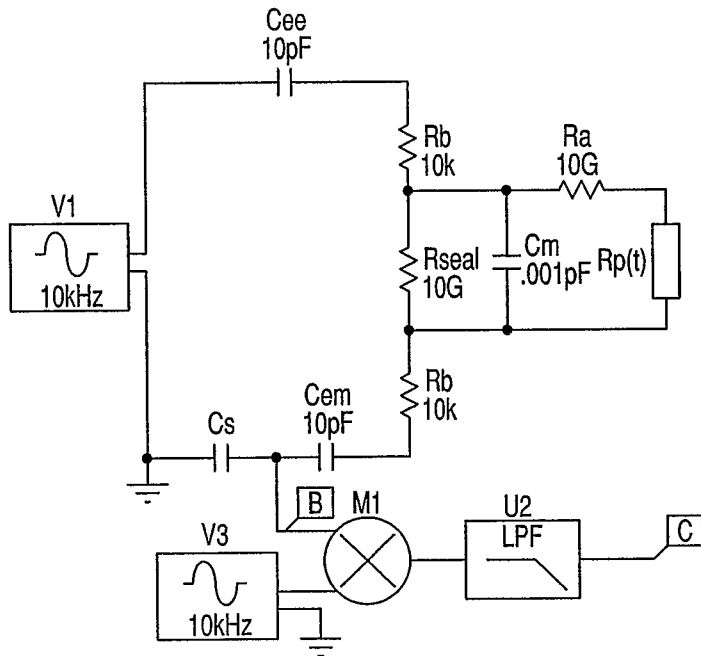 Cee
10pF
Rb
10k
Ra
10G
V1
10kHz
Rseal
10G
Cm
.001pF
Rp(t)
Rb
10k
Cs
Cem
10pF
B
M1
U2
LPF
C
V3
10kHz